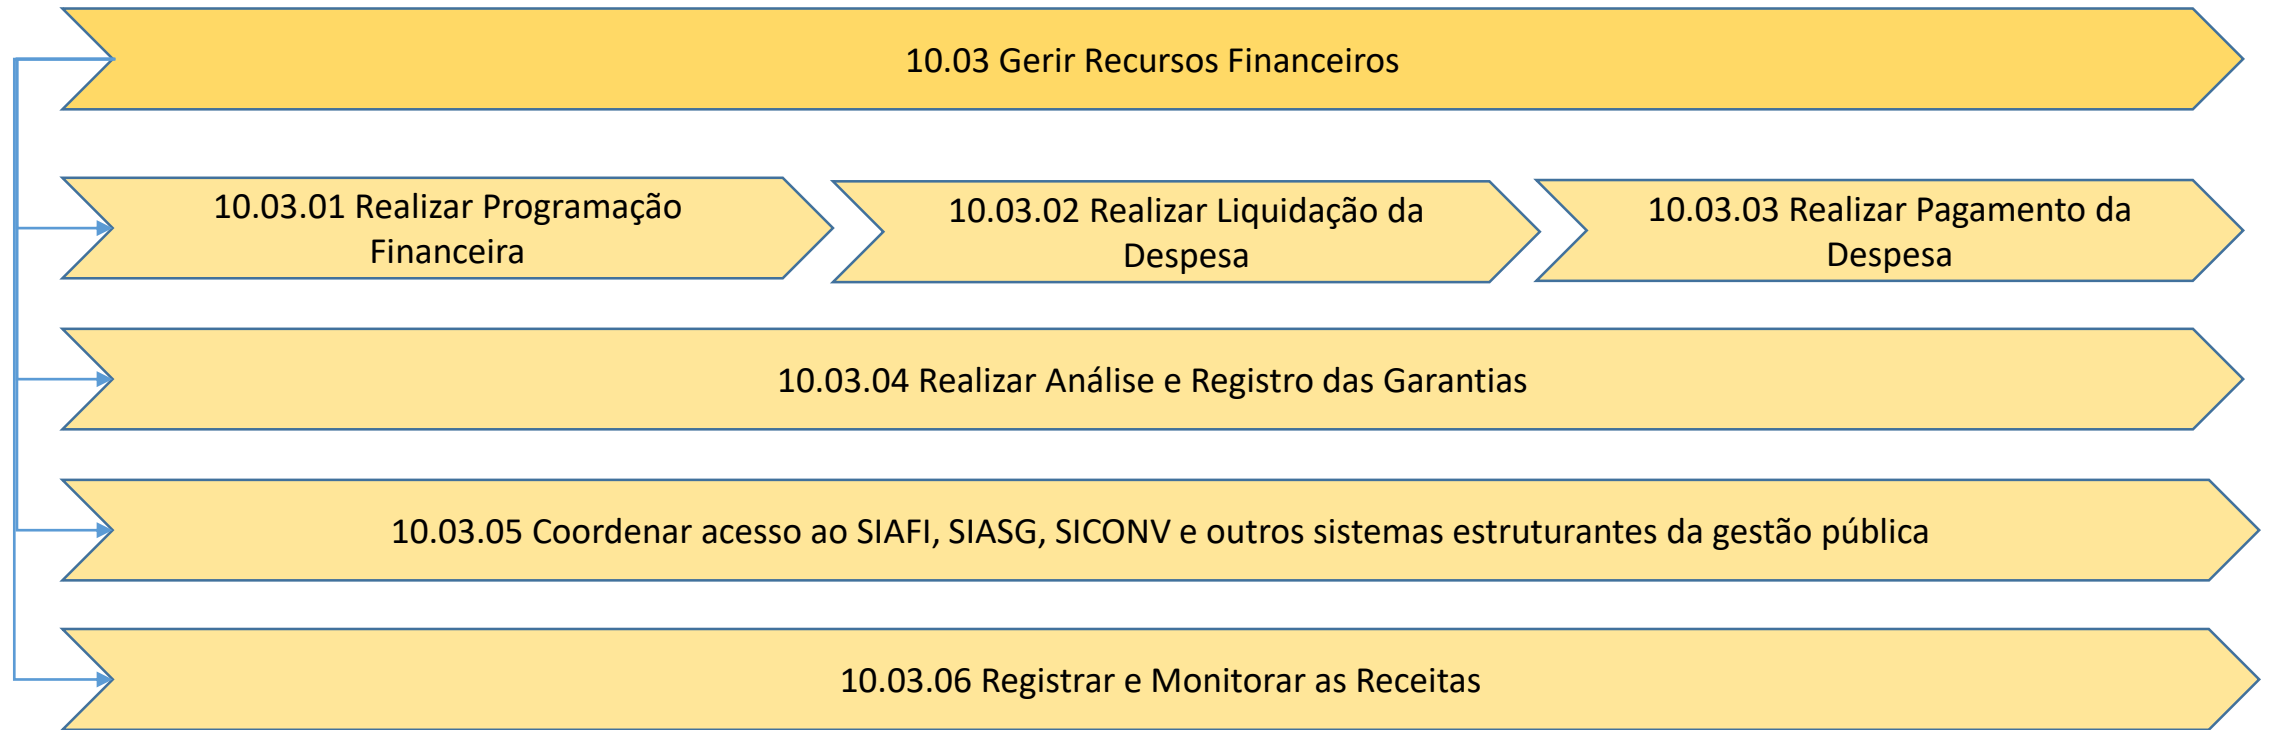 10.03 Gerir Recursos Financeiros
10.03.01 Realizar Programação
Financeira
10.03.02 Realizar Liquidação da
Despesa
10.03.03 Realizar Pagamento da
Despesa
10.03.04 Realizar Análise e Registro das Garantias
10.03.05 Coordenar acesso ao SIAFI, SIASG, SICONV e outros sistemas estruturantes da gestão pública
10.03.06 Registrar e Monitorar as Receitas